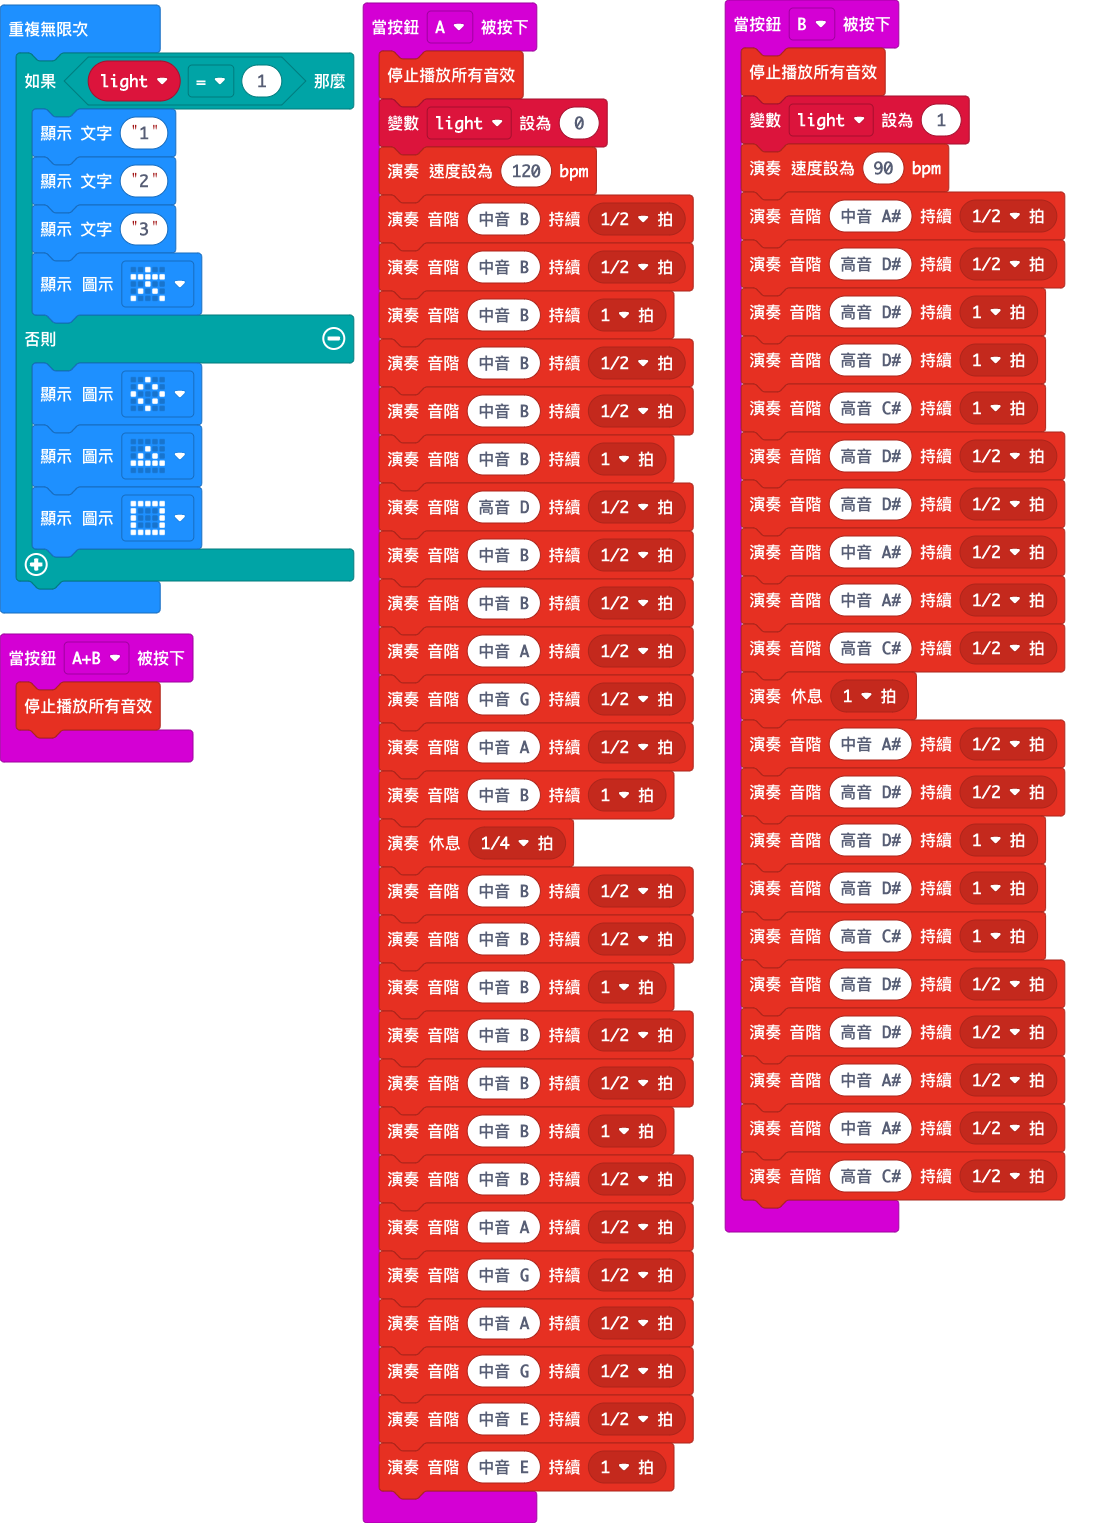 重複無限次
如果 light = 1 那麼
顯示 文字 "1"
顯示 文字 "2"
顯示 文字 "3"
顯示 圖示
否則
顯示 圖示
顯示 圖示
顯示 圖示
當按鈕 A+B 被按下
停止播放所有音效
當按鈕 A 被按下
停止播放所有音效
變數 light 設為 0
演奏 速度設為 120 bpm
演奏 音階 中音 B 持續 1/2 拍
演奏 音階 中音 B 持續 1/2 拍
演奏 音階 中音 B 持續 1 拍
演奏 音階 中音 B 持續 1/2 拍
演奏 音階 中音 B 持續 1/2 拍
演奏 音階 中音 B 持續 1 拍
演奏 音階 高音 D 持續 1/2 拍
演奏 音階 中音 B 持續 1/2 拍
演奏 音階 中音 B 持續 1/2 拍
演奏 音階 中音 A 持續 1/2 拍
演奏 音階 中音 G 持續 1/2 拍
演奏 音階 中音 A 持續 1/2 拍
演奏 音階 中音 B 持續 1 拍
演奏 休息 1/4 拍
演奏 音階 中音 B 持續 1/2 拍
演奏 音階 中音 B 持續 1/2 拍
演奏 音階 中音 B 持續 1 拍
演奏 音階 中音 B 持續 1/2 拍
演奏 音階 中音 B 持續 1/2 拍
演奏 音階 中音 B 持續 1 拍
演奏 音階 中音 B 持續 1/2 拍
演奏 音階 中音 A 持續 1/2 拍
演奏 音階 中音 G 持續 1/2 拍
演奏 音階 中音 A 持續 1/2 拍
演奏 音階 中音 G 持續 1/2 拍
演奏 音階 中音 E 持續 1/2 拍
演奏 音階 中音 E 持續 1 拍
當按鈕 B 被按下
停止播放所有音效
變數 light 設為 1
演奏 速度設為 90 bpm
演奏 音階 中音 A# 持續 1/2 拍
演奏 音階 高音 D# 持續 1/2 拍
演奏 音階 高音 D# 持續 1 拍
演奏 音階 高音 D# 持續 1 拍
演奏 音階 高音 C# 持續 1 拍
演奏 音階 高音 D# 持續 1/2 拍
演奏 音階 高音 D# 持續 1/2 拍
演奏 音階 中音 A# 持續 1/2 拍
演奏 音階 中音 A# 持續 1/2 拍
演奏 音階 高音 C# 持續 1/2 拍
演奏 休息 1 拍
演奏 音階 中音 A# 持續 1/2 拍
演奏 音階 高音 D# 持續 1/2 拍
演奏 音階 高音 D# 持續 1 拍
演奏 音階 高音 D# 持續 1 拍
演奏 音階 高音 C# 持續 1 拍
演奏 音階 高音 D# 持續 1/2 拍
演奏 音階 高音 D# 持續 1/2 拍
演奏 音階 中音 A# 持續 1/2 拍
演奏 音階 中音 A# 持續 1/2 拍
演奏 音階 高音 C# 持續 1/2 拍